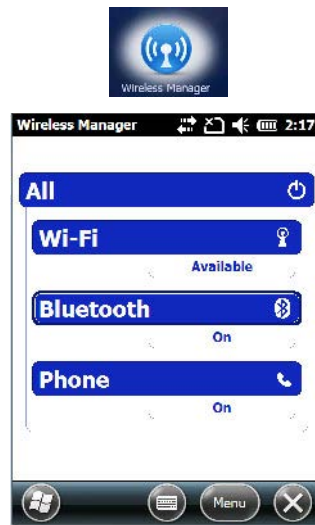 Wireless Manager
Wireless Manager 2:17
All
Wi-Fi
Available
Bluetooth
On
Phone
On
Menu